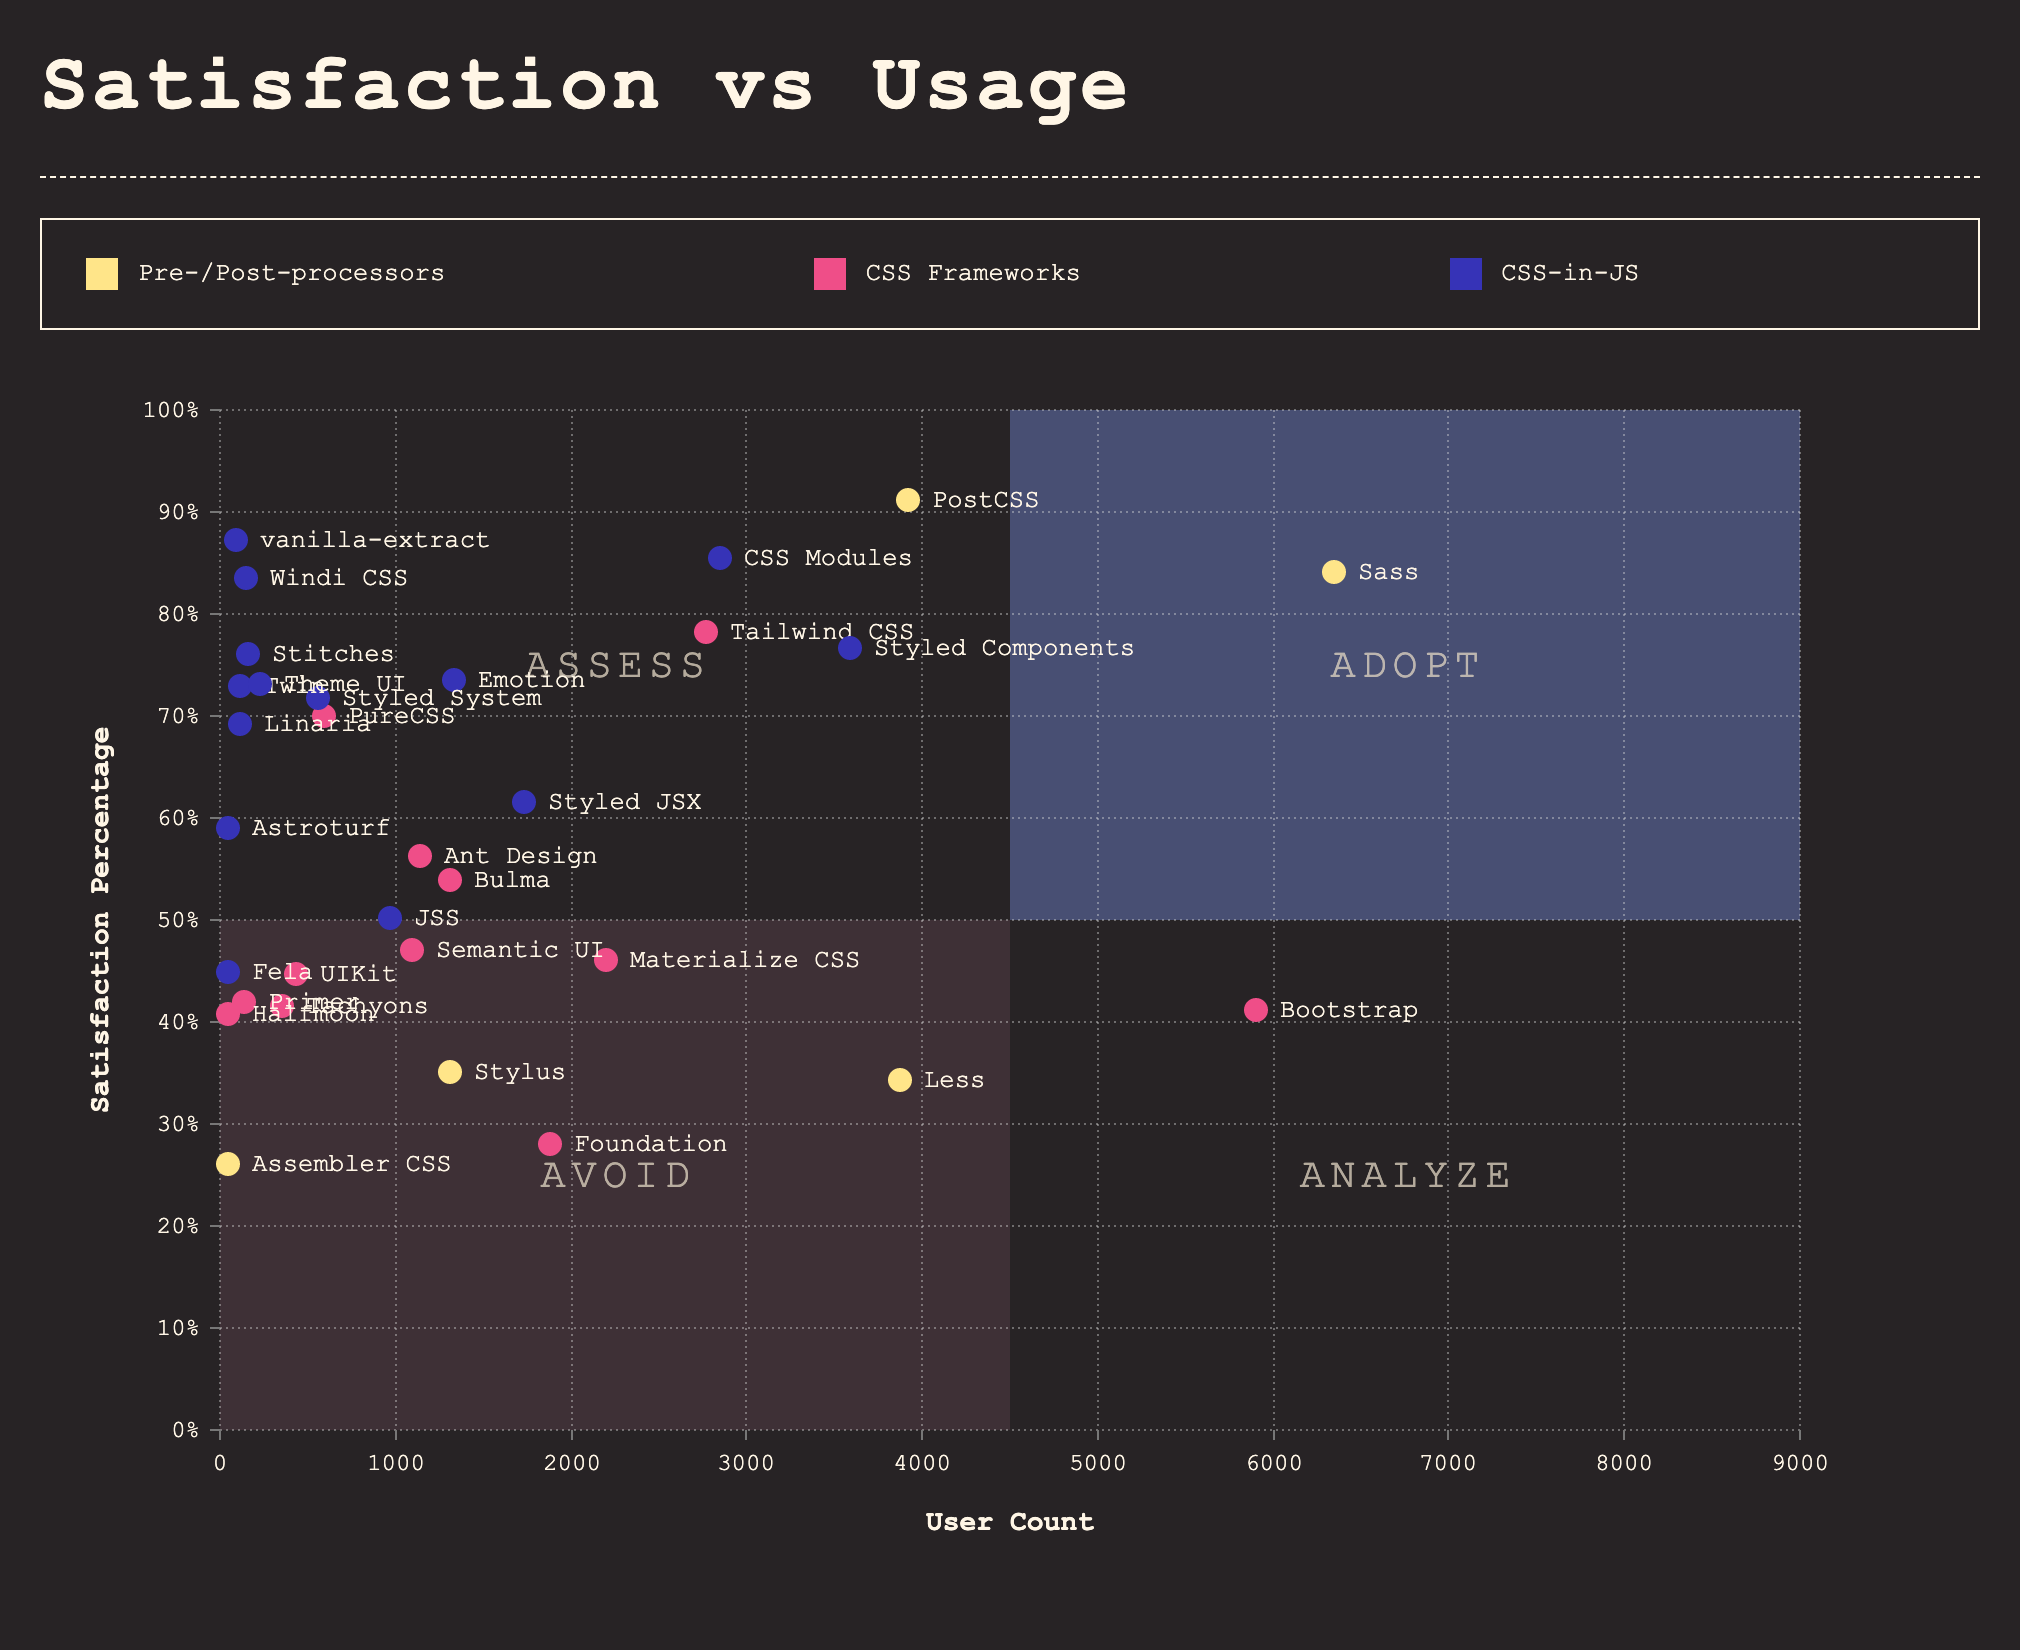 Satisfaction vs Usage
Pre-/Post-processors
CSS Frameworks
CSS-in-JS
100%
90%
80%
70%
60%
50%
40%
30%
20%
10%
0%
Satisfaction Percentage
PostCSS
vanilla-extract
CSS Modules
Sass
Windi CSS
Tailwind CSS
Styled Components
Stitches
ASSESS
ADOPT
Emotion
Theme UI
Twin
Styled System
PureCSS
Linaria
Styled JSX
Astroturf
Ant Design
Bulma
JSS
Semantic UI
Materialize CSS
Fela
UIKit
Primer
Tachyons
Halfmoon
Bootstrap
Stylus
Less
Foundation
Assembler CSS
AVOID
ANALYZE
0
1000
2000
3000
4000
5000
6000
7000
8000
9000
User Count